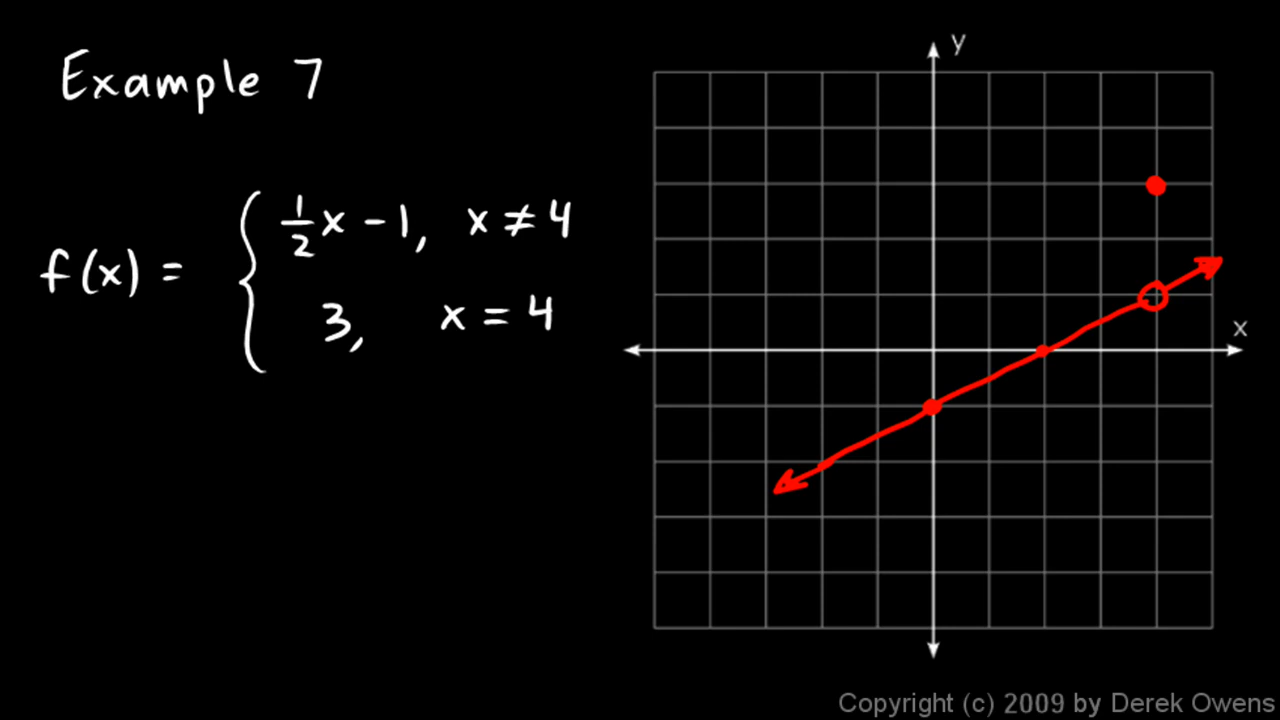 Example 7
f(x) = { 1/2 x - 1, x ≠ 4
3, x = 4
y
x
Copyright (c) 2009 by Derek Owens